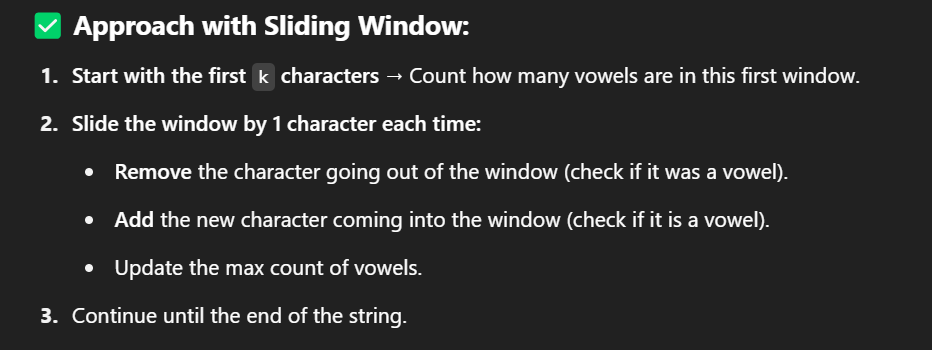 ✅ Approach with Sliding Window:
1. Start with the first k characters → Count how many vowels are in this first window.
2. Slide the window by 1 character each time:
• Remove the character going out of the window (check if it was a vowel).
• Add the new character coming into the window (check if it is a vowel).
• Update the max count of vowels.
3. Continue until the end of the string.